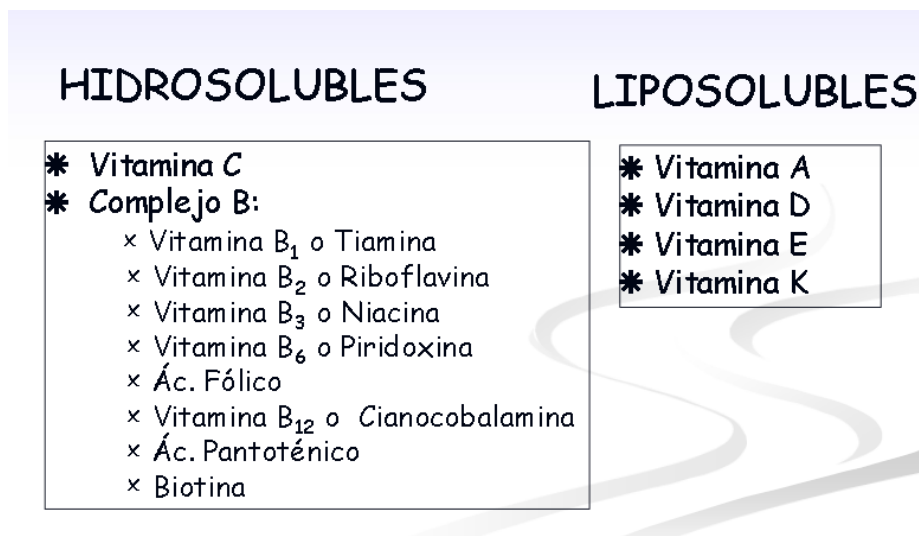 HIDROSOLUBLES
✱ Vitamina C
✱ Complejo B:
× Vitamina B₁ o Tiamina
× Vitamina B₂ o Riboflavina
× Vitamina B₃ o Niacina
× Vitamina B₆ o Piridoxina
× Ác. Fólico
× Vitamina B₁₂ o Cianocobalamina
× Ác. Pantoténico
× Biotina
LIPOSOLUBLES
✱ Vitamina A
✱ Vitamina D
✱ Vitamina E
✱ Vitamina K